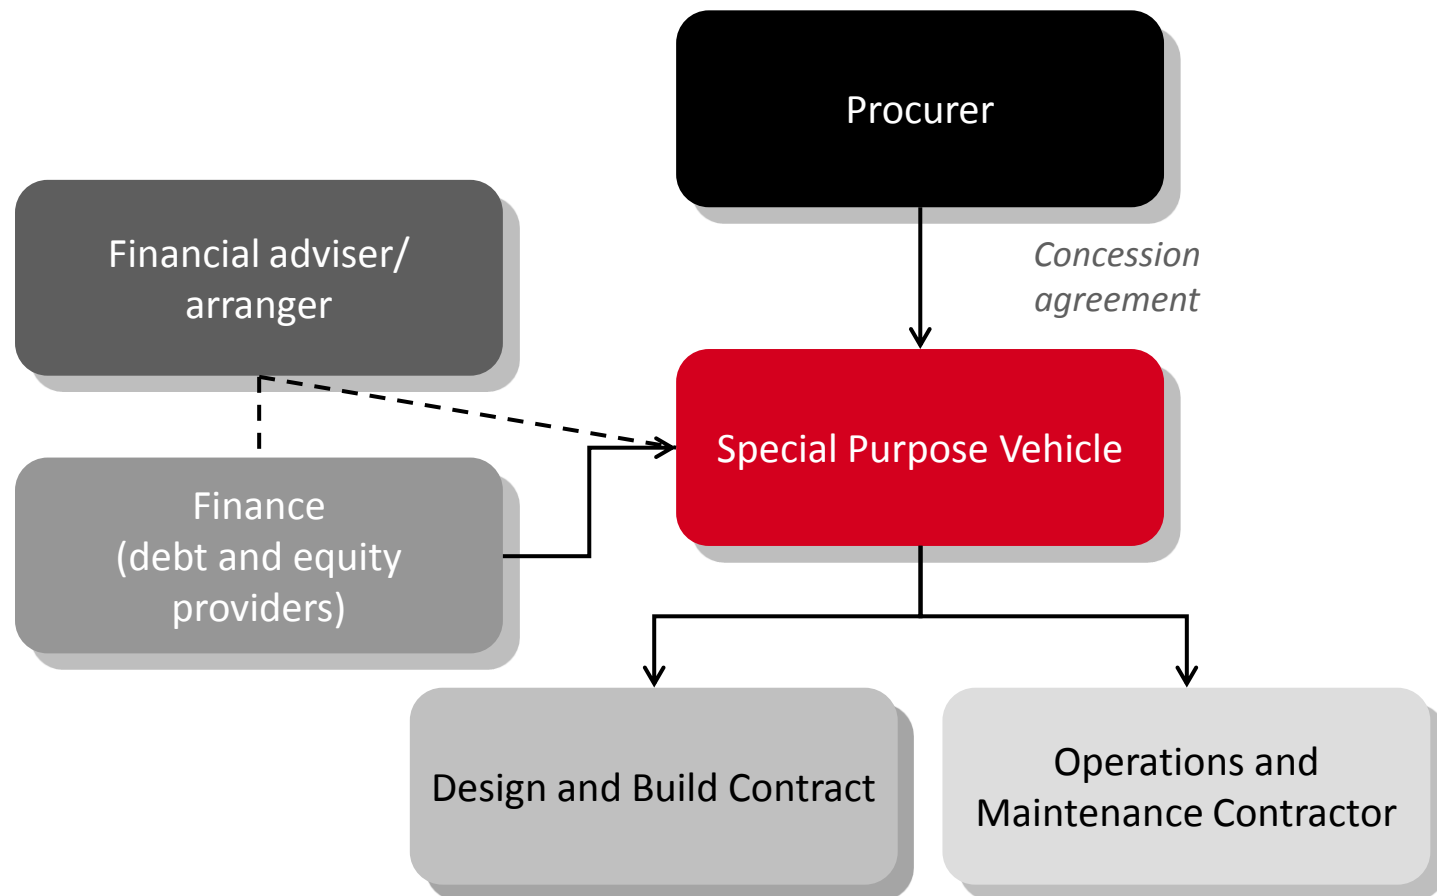 Procurer
Financial adviser/
arranger
Concession
agreement
Special Purpose Vehicle
Finance
(debt and equity
providers)
Design and Build Contract
Operations and
Maintenance Contractor